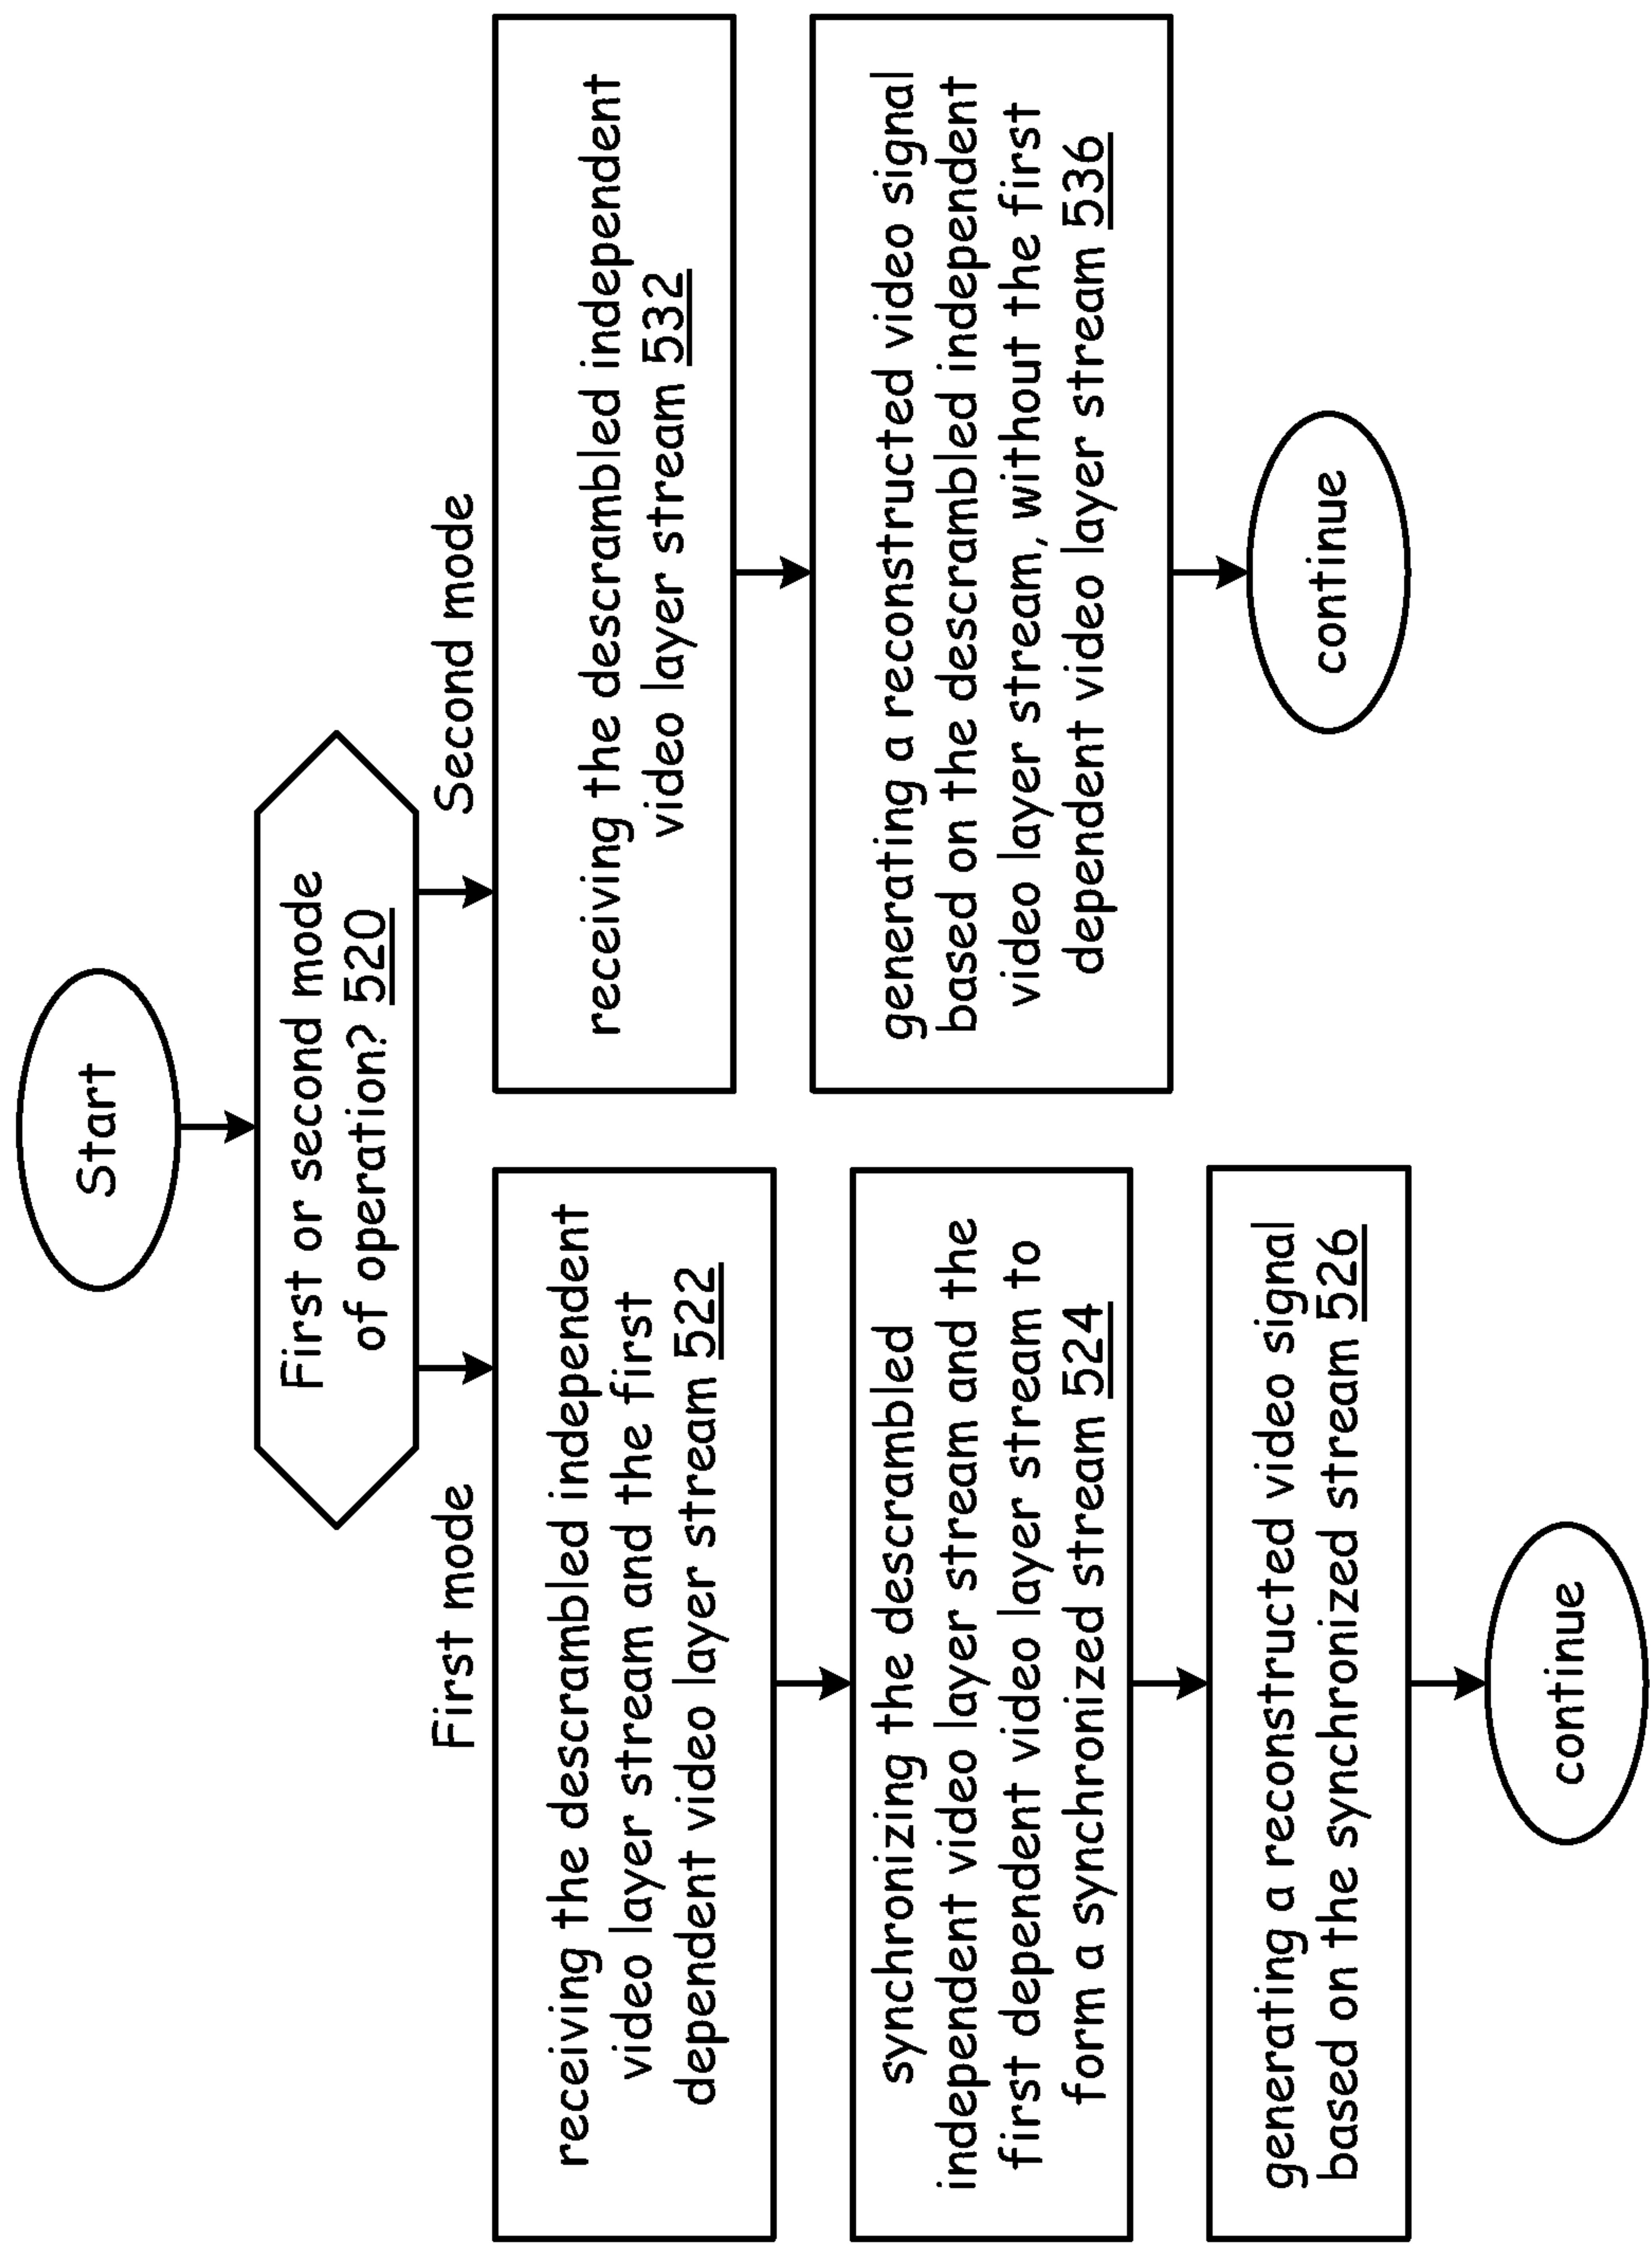 Start
First or second mode
of operation? 520
First mode
receiving the descrambled independent
video layer stream and the first
dependent video layer stream 522
synchronizing the descrambled
independent video layer stream and the
first dependent video layer stream to
form a synchronized stream 524
generating a reconstructed video signal
based on the synchronized stream 526
continue
Second mode
receiving the descrambled independent
video layer stream 532
generating a reconstructed video signal
based on the descrambled independent
video layer stream, without the first
dependent video layer stream 536
continue